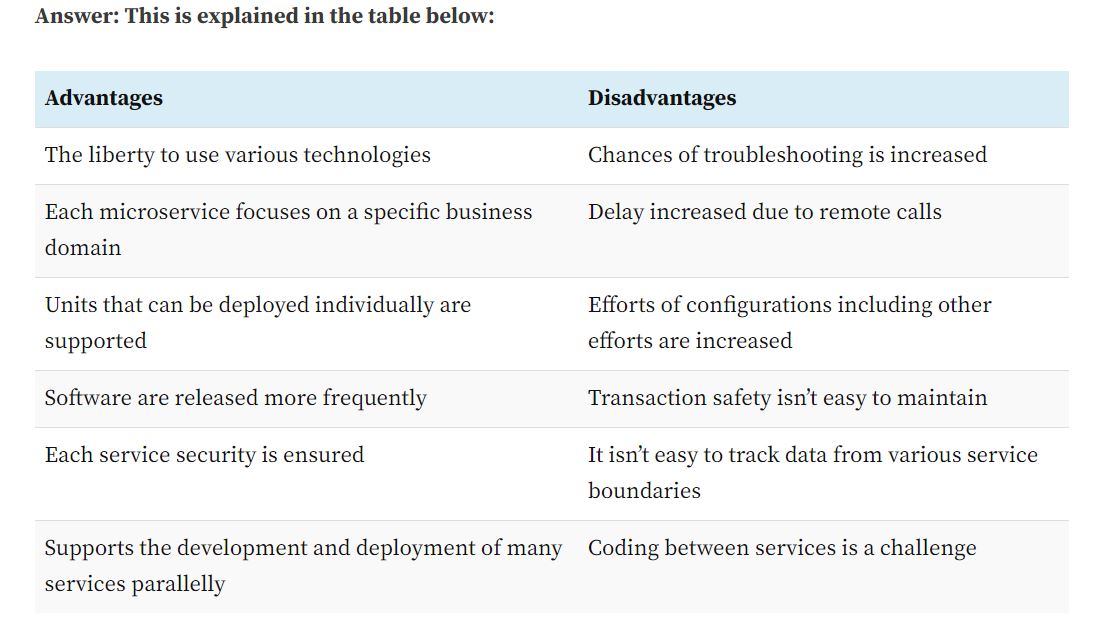 Answer: This is explained in the table below:
Advantages
Disadvantages
The liberty to use various technologies
Chances of troubleshooting is increased
Each microservice focuses on a specific business
domain
Delay increased due to remote calls
Units that can be deployed individually are
supported
Efforts of configurations including other
efforts are increased
Software are released more frequently
Transaction safety isn’t easy to maintain
Each service security is ensured
It isn’t easy to track data from various service
boundaries
Supports the development and deployment of many
services parallelly
Coding between services is a challenge